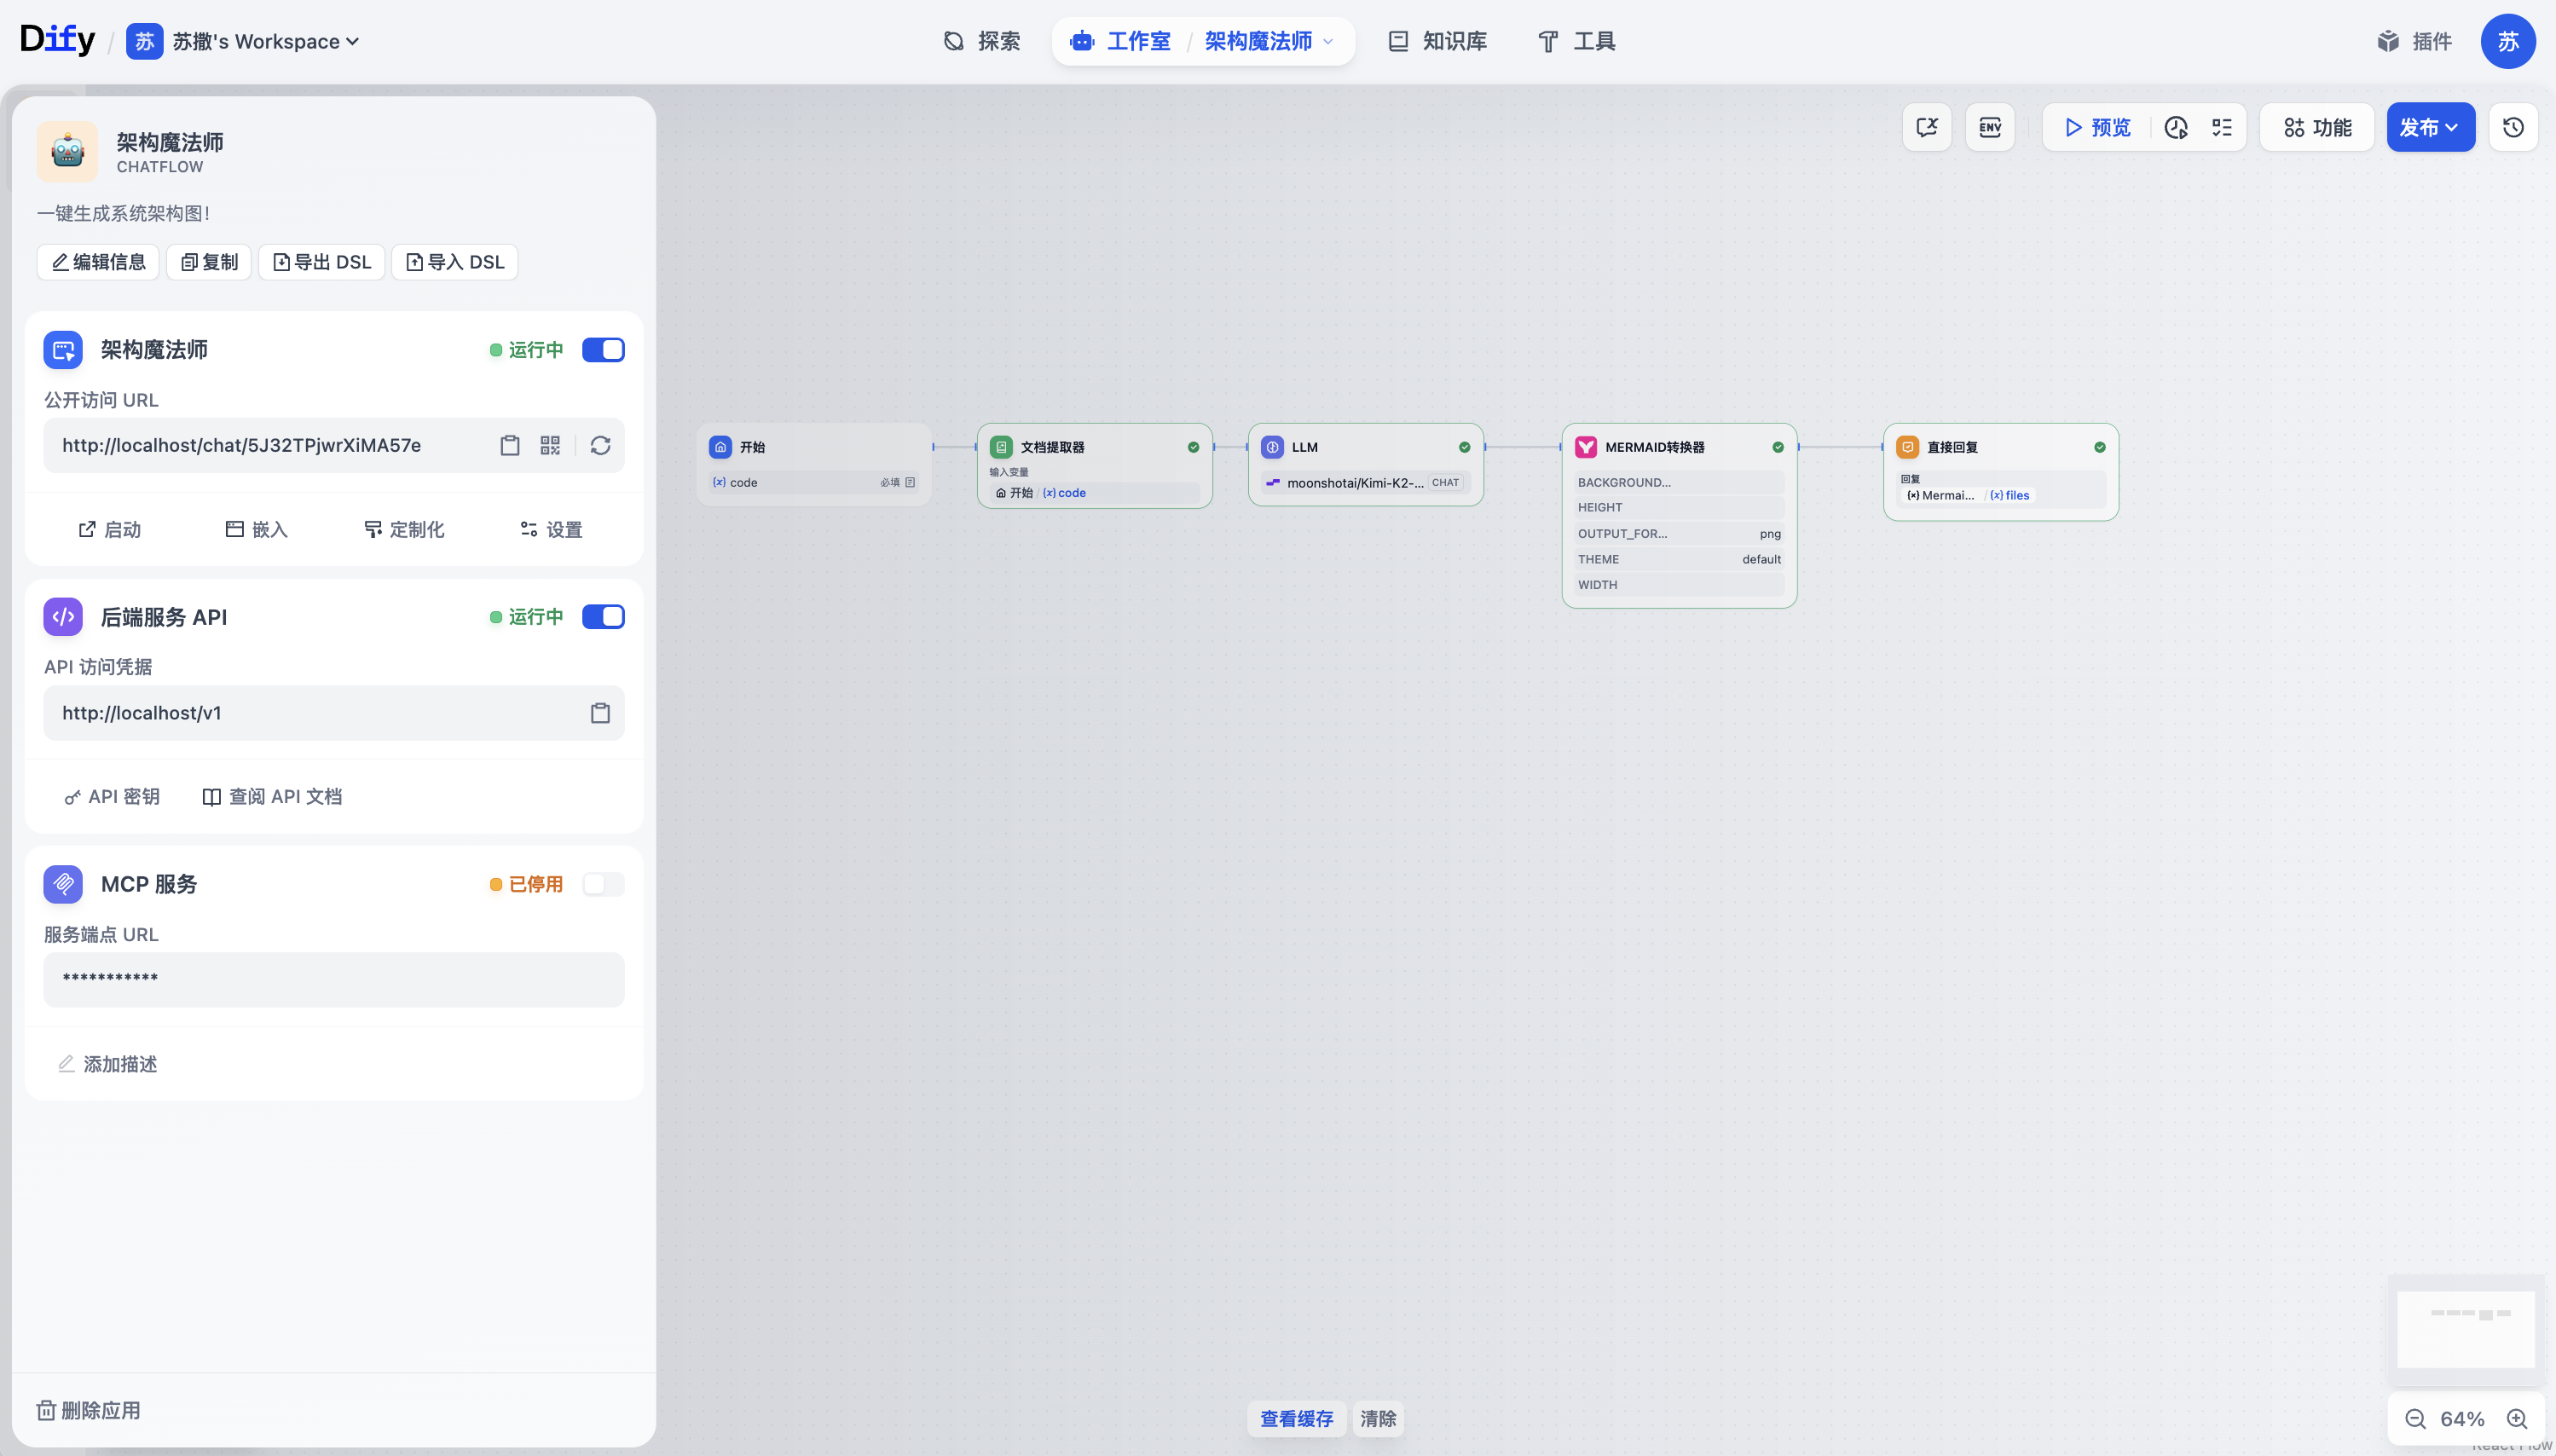 Dify / 苏 苏撒's Workspace
探索
工作室 / 架构魔法师
知识库
工具
插件
苏
架构魔法师
CHATFLOW
一键生成系统架构图！
编辑信息 复制 导出 DSL 导入 DSL
架构魔法师 运行中
公开访问 URL
http://localhost/chat/5J32TPjwrXiMA57e
启动 嵌入 定制化 设置
后端服务 API 运行中
API 访问凭据
http://localhost/v1
API 密钥 查阅 API 文档
MCP 服务 已停用
服务端点 URL
***********
添加描述
删除应用
ENV
预览
功能
发布
开始
(x) code 必填
文档提取器
输入变量
开始 / (x) code
LLM
moonshotai/Kimi-K2-... CHAT
MERMAID转换器
BACKGROUND...
HEIGHT
OUTPUT_FOR... png
THEME default
WIDTH
直接回复
回复
(x) Mermai... / (x) files
查看缓存 清除
64%
React Flow